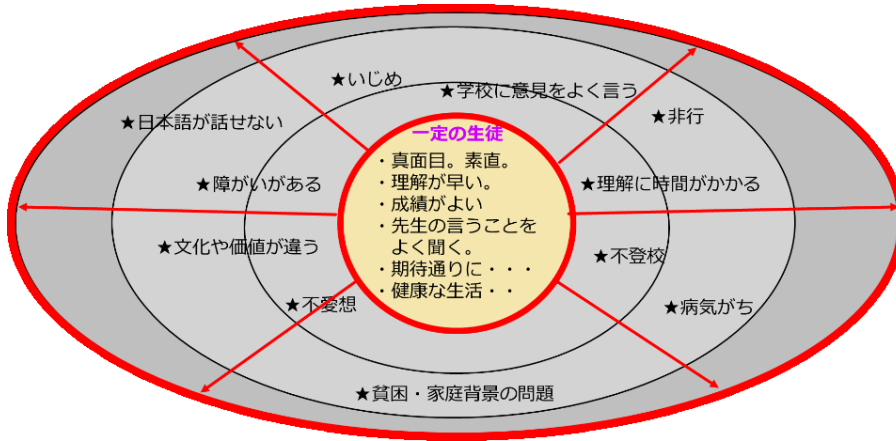 ★いじめ
★学校に意見をよく言う
★日本語が話せない
★非行
一定の生徒
・真面目。素直。
・理解が早い。
・成績がよい
・先生の言うことを
よく聞く。
・期待通りに・・・
・健康な生活・・
★障がいがある
★理解に時間がかかる
★文化や価値が違う
★不登校
★不愛想
★病気がち
★貧困・家庭背景の問題